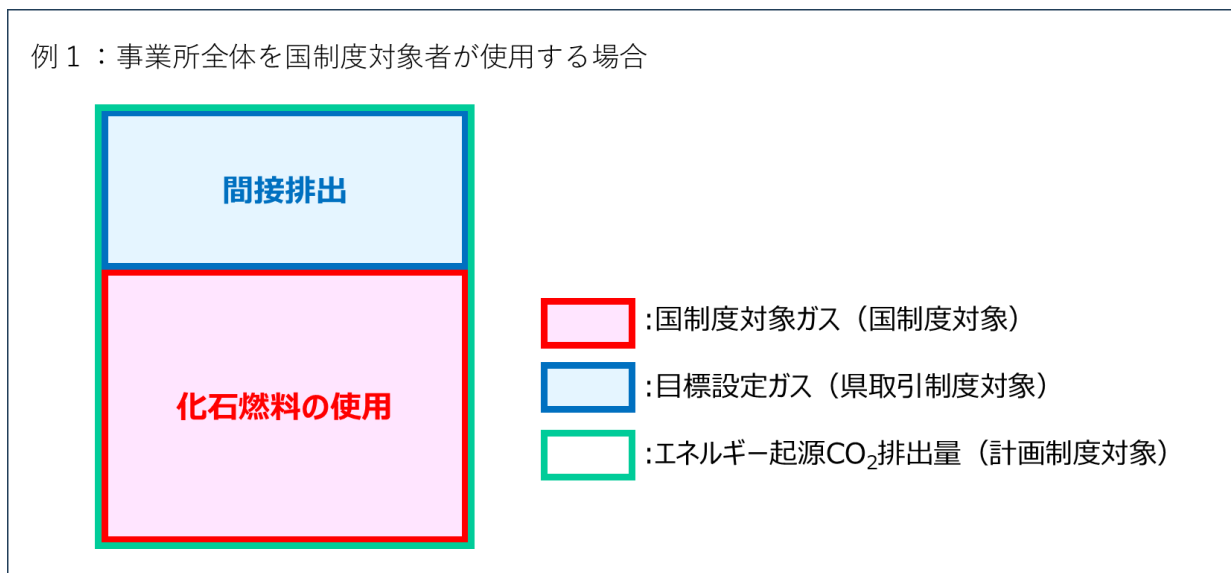 例1：事業所全体を国制度対象者が使用する場合
間接排出
化石燃料の使用
:国制度対象ガス（国制度対象）
:目標設定ガス（県取引制度対象）
:エネルギー起源CO₂排出量（計画制度対象）